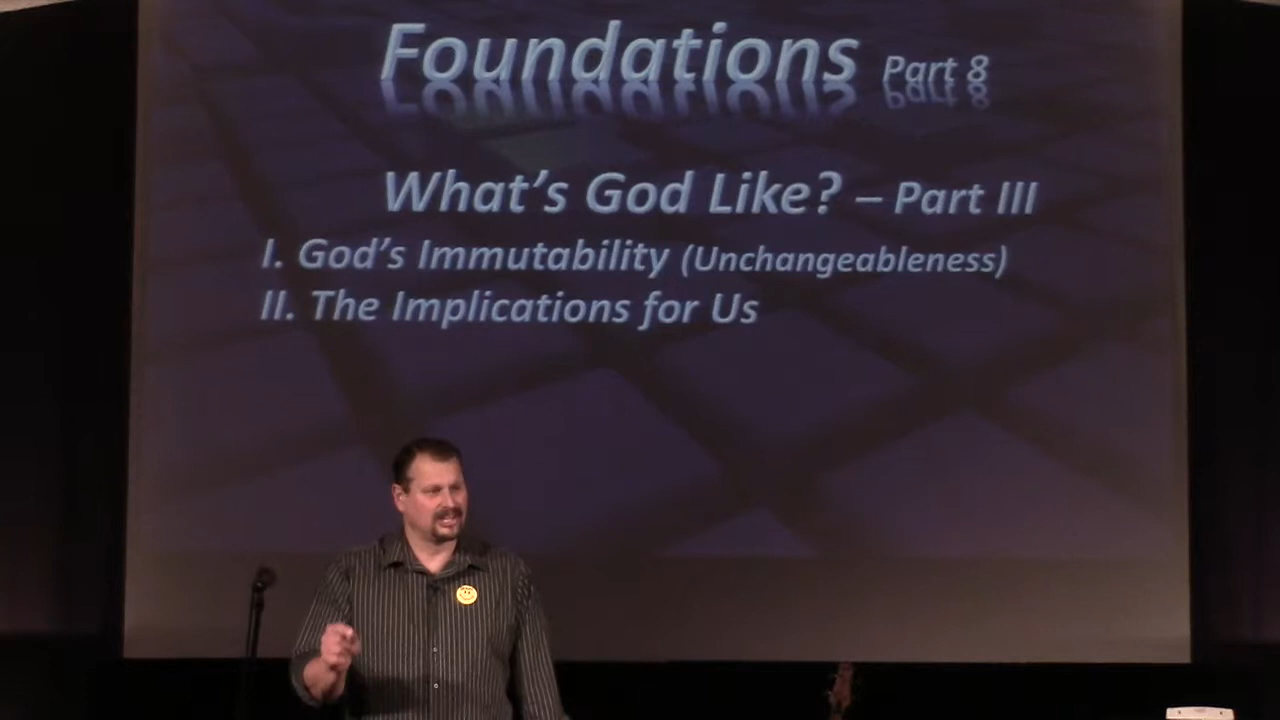 Foundations Part 8
What's God Like? – Part III
I. God's Immutability (Unchangeableness)
II. The Implications for Us